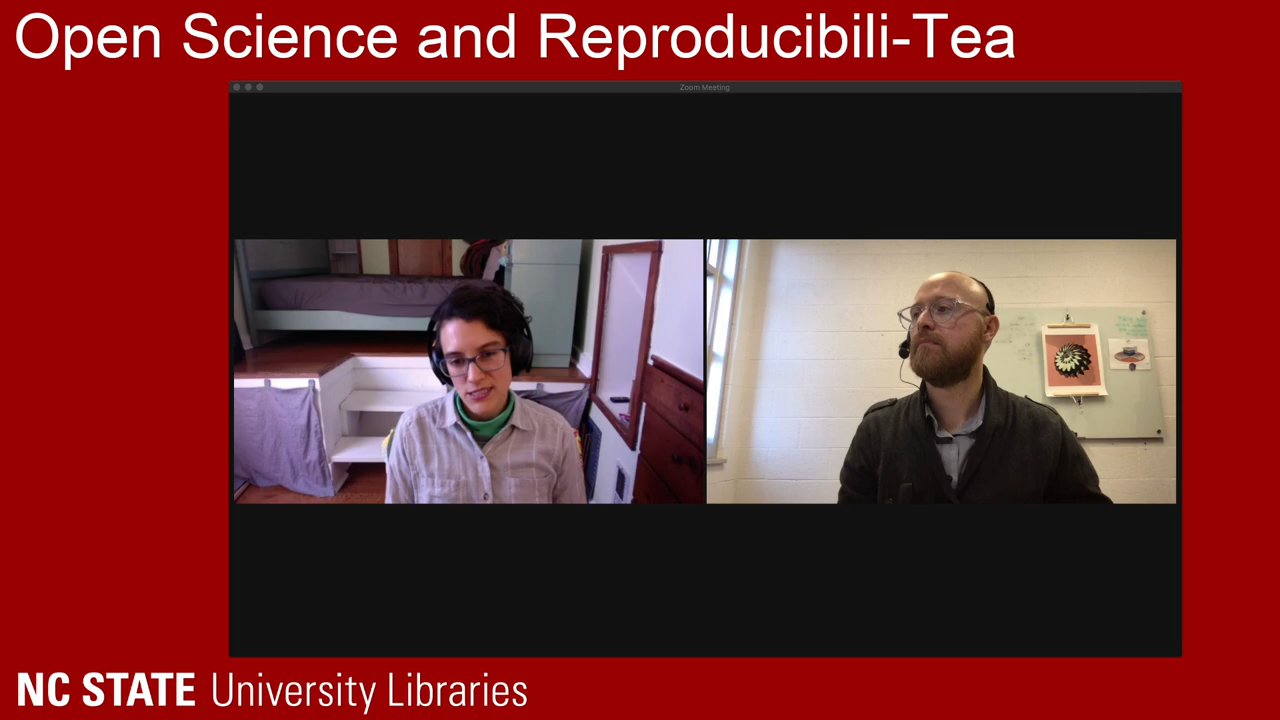 Open Science and Reproducibili-Tea
Zoom Meeting
NC STATE University Libraries